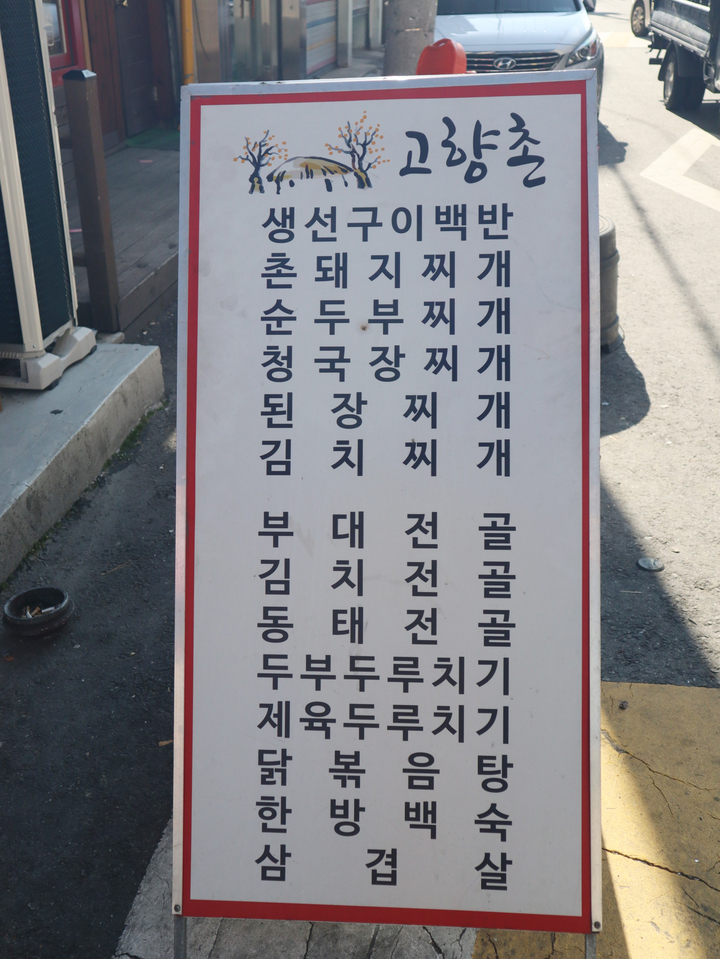 고향촌
생선구이백반
촌돼지찌개
순두부찌개
청국장찌개
된장찌개
김치찌개
부대전골
김치전골
동태전골
두부두루치기
제육두루치기
닭볶음탕
한방백숙
삼겹살